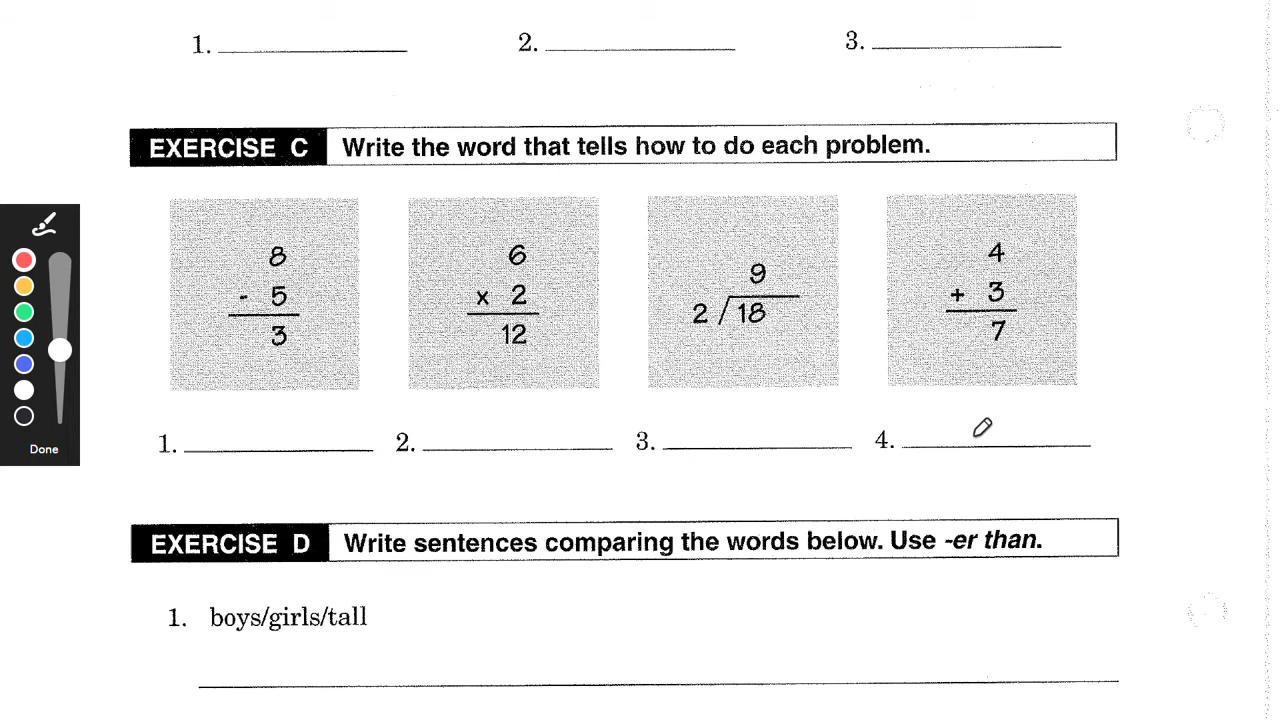 1. 2. 3.
EXERCISE C Write the word that tells how to do each problem.
8
- 5
3
6
x 2
12
9
2 / 18
4
+ 3
7
1. 2. 3. 4.
Done
EXERCISE D Write sentences comparing the words below. Use -er than.
1. boys/girls/tall